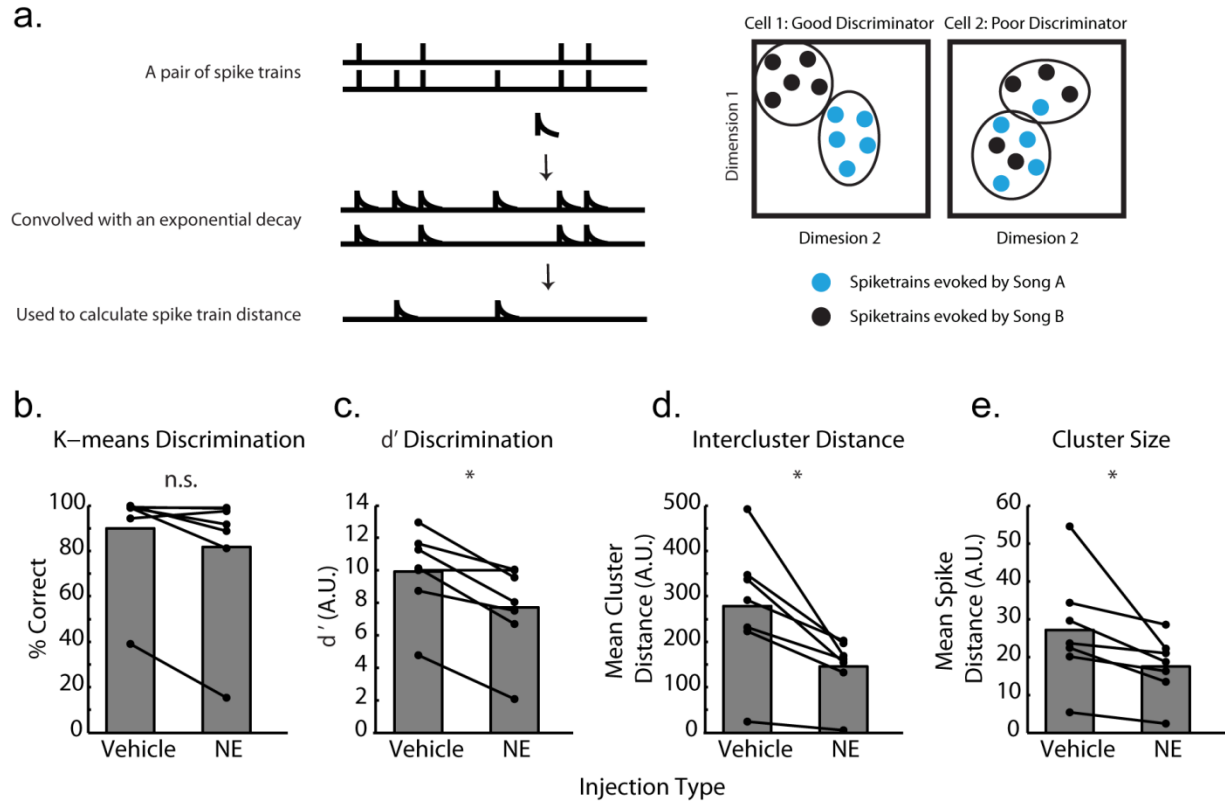 a.
A pair of spike trains
Convolved with an exponential decay
Used to calculate spike train distance
Cell 1: Good Discriminator
Cell 2: Poor Discriminator
Dimension 1
Dimesion 2
Dimesion 2
Spiketrains evoked by Song A
Spiketrains evoked by Song B
b.
K-means Discrimination
n.s.
% Correct
100
80
60
40
20
0
Vehicle
NE
c.
d' Discrimination
*
d' (A.U.)
14
12
10
8
6
4
2
0
Vehicle
NE
d.
Intercluster Distance
*
Mean Cluster
Distance (A.U.)
500
400
300
200
100
0
Vehicle
NE
e.
Cluster Size
*
Mean Spike
Distance (A.U.)
60
50
40
30
20
10
0
Vehicle
NE
Injection Type